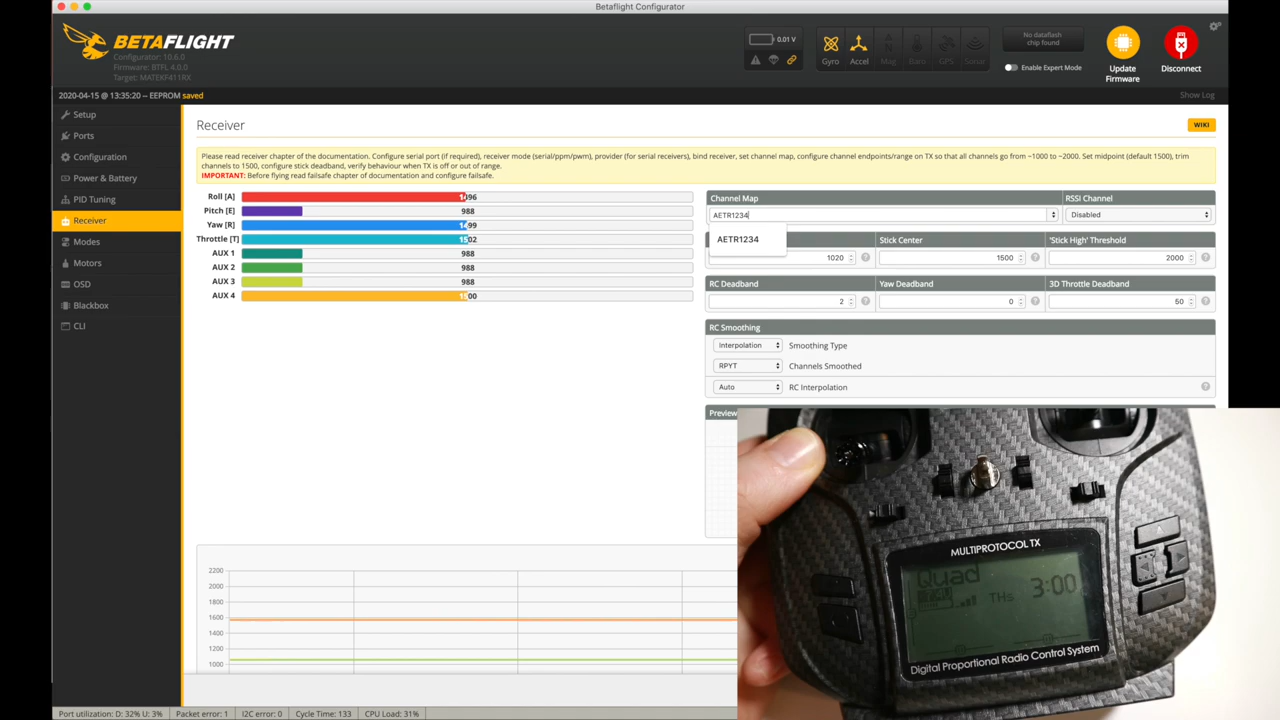 Betaflight Configurator
BETAFLIGHT
Configurator: 10.6.0
Firmware: BTFL 4.0.0
Target: MATEKF411RX
0.01 V
Gyro
Accel
Mag
Baro
GPS
Sonar
No dataflash
chip found
Enable Expert Mode
Update
Firmware
Disconnect
2020-04-15 @ 13:35:20 -- EEPROM saved
Show Log
Setup
Ports
Configuration
Power & Battery
PID Tuning
Receiver
Modes
Motors
OSD
Blackbox
CLI
Receiver
WIKI
Please read receiver chapter of the documentation. Configure serial port (if required), receiver mode (serial/ppm/pwm), provider (for serial receivers), bind receiver, set channel map, configure channel endpoints/range on TX so that all channels go from ~1000 to ~2000. Set midpoint (default 1500), trim
channels to 1500, configure stick deadband, verify behaviour when TX is off or out of range.
IMPORTANT: Before flying read failsafe chapter of documentation and configure failsafe.
Roll [A] 1496
Pitch [E] 988
Yaw [R] 1499
Throttle [T] 1502
AUX 1 988
AUX 2 988
AUX 3 988
AUX 4 1500
Channel Map RSSI Channel
AETR1234 Disabled
AETR1234
Stick Center 'Stick High' Threshold
1020 1500 2000
RC Deadband Yaw Deadband 3D Throttle Deadband
2 0 50
RC Smoothing
Interpolation Smoothing Type
RPYT Channels Smoothed
Auto RC Interpolation
Preview
2200
2000
1800
1600
1400
1200
1000
MULTIPROTOCOL TX
Quad
THs
3:00
Digital Proportional Radio Control System
Port utilization: D: 32% U: 3%
Packet error: 1
I2C error: 0
Cycle Time: 133
CPU Load: 31%